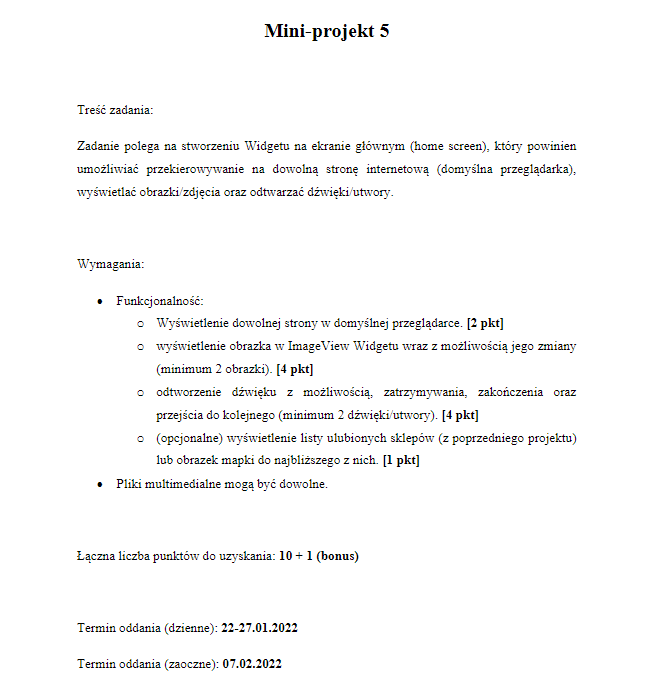 Mini-projekt 5
Treść zadania:
Zadanie polega na stworzeniu Widgetu na ekranie głównym (home screen), który powinien
umożliwiać przekierowywanie na dowolną stronę internetową (domyślna przeglądarka),
wyświetlać obrazki/zdjęcia oraz odtwarzać dźwięki/utwory.
Wymagania:
• Funkcjonalność:
o Wyświetlenie dowolnej strony w domyślnej przeglądarce. [2 pkt]
o wyświetlenie obrazka w ImageView Widgetu wraz z możliwością jego zmiany
(minimum 2 obrazki). [4 pkt]
o odtworzenie dźwięku z możliwością, zatrzymywania, zakończenia oraz
przejścia do kolejnego (minimum 2 dźwięki/utwory). [4 pkt]
o (opcjonalne) wyświetlenie listy ulubionych sklepów (z poprzedniego projektu)
lub obrazek mapki do najbliższego z nich. [1 pkt]
• Pliki multimedialne mogą być dowolne.
Łączna liczba punktów do uzyskania: 10 + 1 (bonus)
Termin oddania (dzienne): 22-27.01.2022
Termin oddania (zaoczne): 07.02.2022